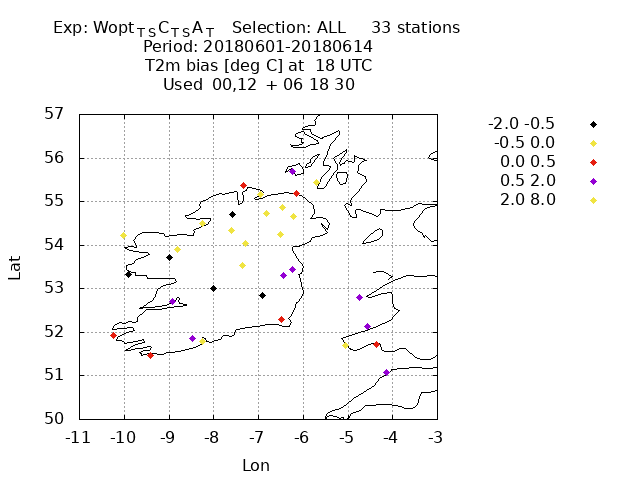 Exp: Wopt_TS C_TS A_T Selection: ALL 33 stations
Period: 20180601-20180614
T2m bias [deg C] at 18 UTC
Used 00,12 + 06 18 30
57
56
55
54
53
52
51
50
-11 -10 -9 -8 -7 -6 -5 -4 -3
Lat
Lon
-2.0 -0.5
-0.5 0.0
0.0 0.5
0.5 2.0
2.0 8.0